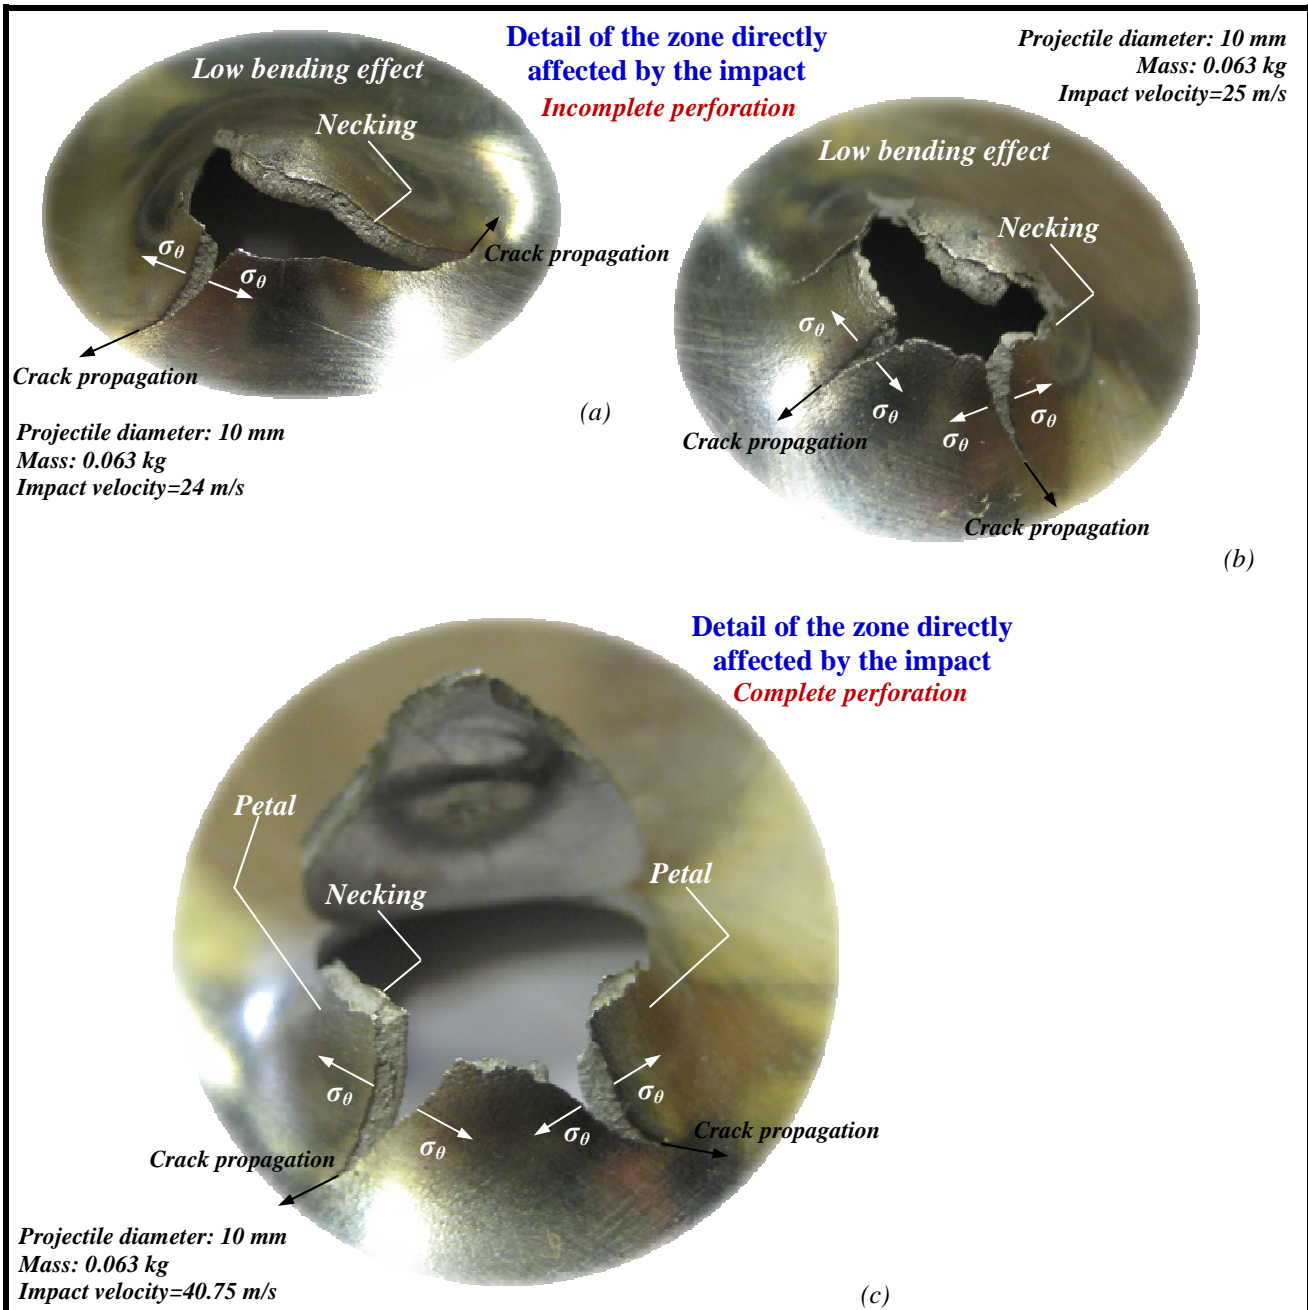 Detail of the zone directly
affected by the impact
Incomplete perforation
Projectile diameter: 10 mm
Mass: 0.063 kg
Impact velocity=25 m/s
Low bending effect
Necking
σθ
σθ
Crack propagation
Crack propagation
(a)
Projectile diameter: 10 mm
Mass: 0.063 kg
Impact velocity=24 m/s
Low bending effect
Necking
σθ
σθ
σθ
σθ
Crack propagation
Crack propagation
(b)
Detail of the zone directly
affected by the impact
Complete perforation
Petal
Necking
Petal
σθ
σθ
σθ
σθ
Crack propagation
Crack propagation
Projectile diameter: 10 mm
Mass: 0.063 kg
Impact velocity=40.75 m/s
(c)